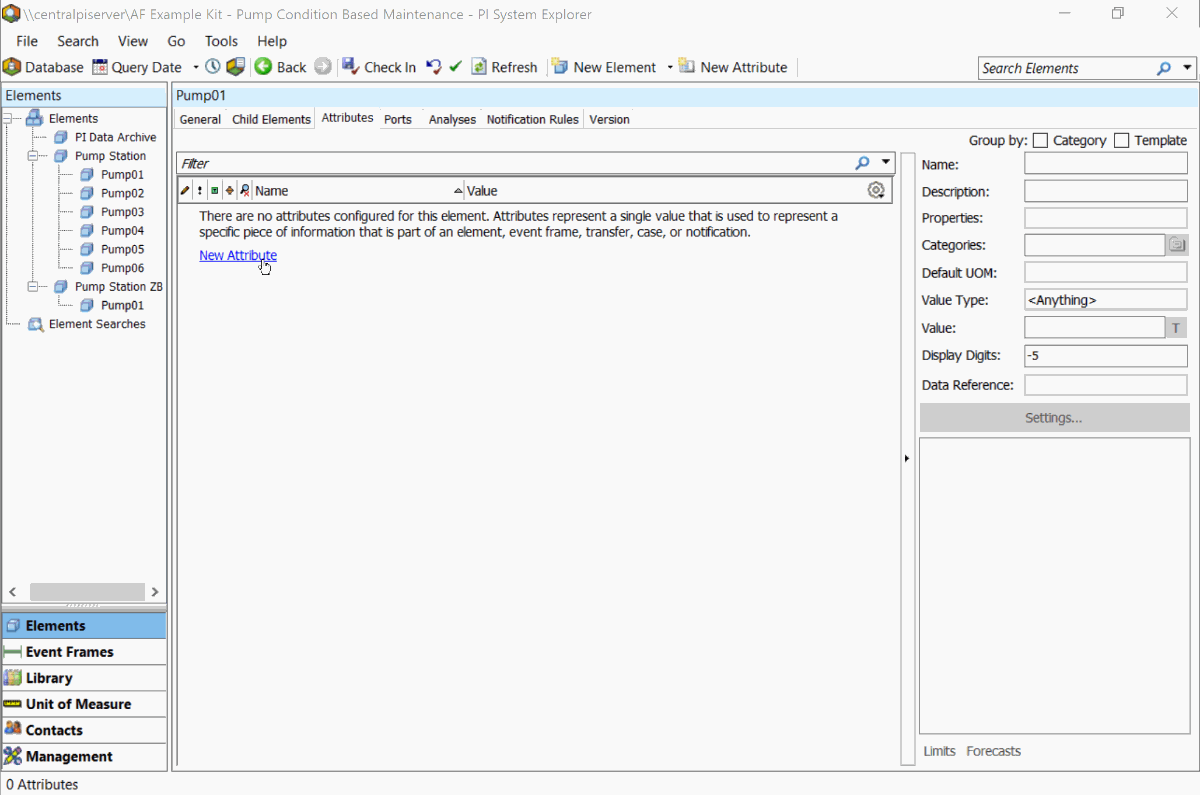 \\centralpiserver\AF Example Kit - Pump Condition Based Maintenance - PI System Explorer
File Search View Go Tools Help
Database Query Date Back Check In Refresh New Element New Attribute Search Elements
Elements
Elements
PI Data Archive
Pump Station
Pump01
Pump02
Pump03
Pump04
Pump05
Pump06
Pump Station ZB
Pump01
Element Searches
Elements
Event Frames
Library
Unit of Measure
Contacts
Management
Pump01
General Child Elements Attributes Ports Analyses Notification Rules Version
Filter
Name Value
There are no attributes configured for this element. Attributes represent a single value that is used to represent a
specific piece of information that is part of an element, event frame, transfer, case, or notification.
New Attribute
Group by: Category Template
Name:
Description:
Properties:
Categories:
Default UOM:
Value Type: <Anything>
Value: T
Display Digits: -5
Data Reference:
Settings...
Limits Forecasts
0 Attributes